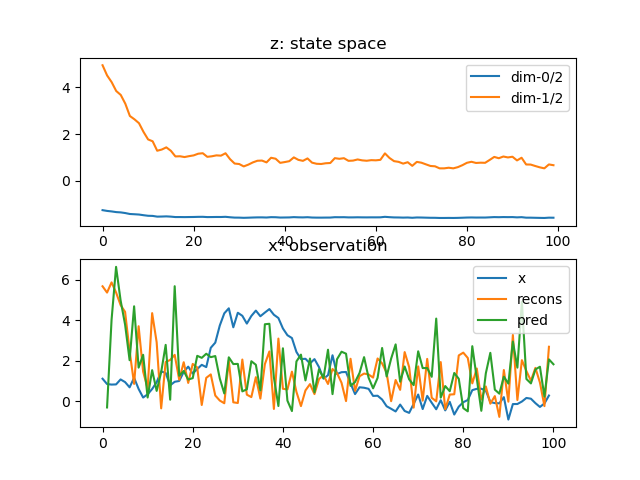 z: state space
4
2
0
dim-0/2
dim-1/2
0 20 40 60 80 100
x: observation
6
4
2
0
x
recons
pred
0 20 40 60 80 100